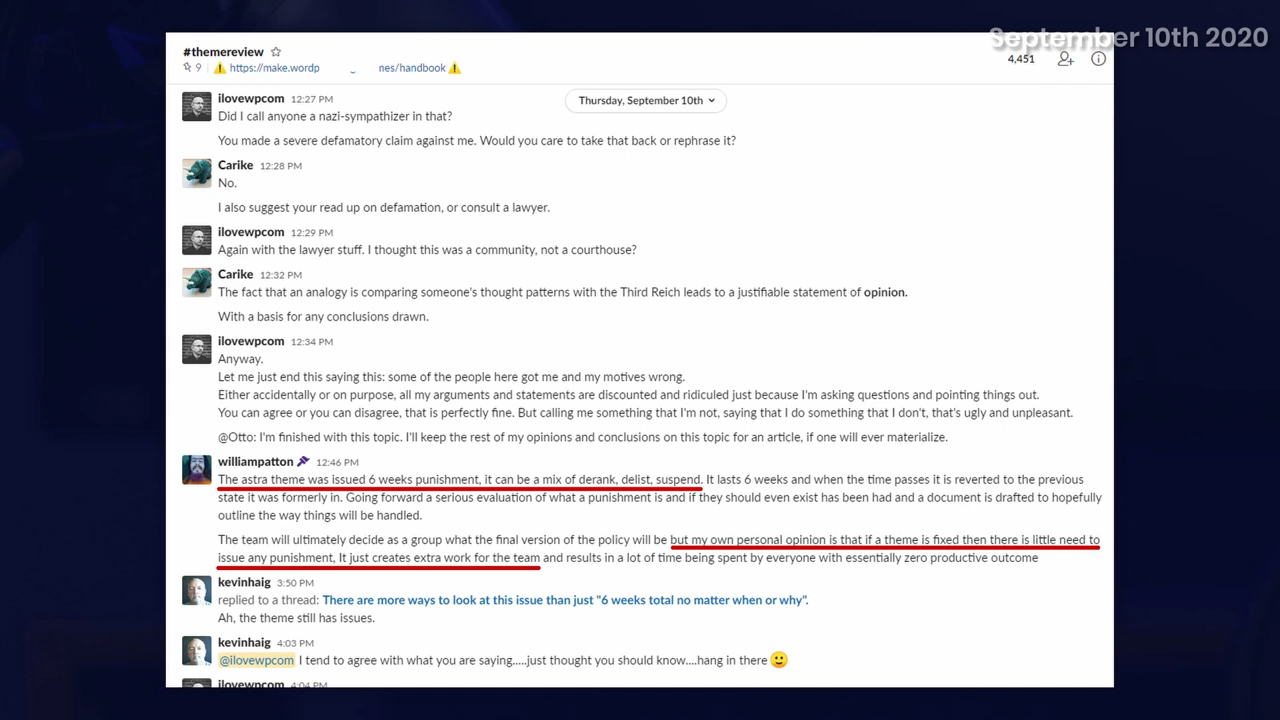 September 10th 2020
#themereview
9 https://make.wordp nes/handbook
4,451
Thursday, September 10th
ilovewpcom 12:27 PM
Did I call anyone a nazi-sympathizer in that?
You made a severe defamatory claim against me. Would you care to take that back or rephrase it?
Carike 12:28 PM
No.
I also suggest your read up on defamation, or consult a lawyer.
ilovewpcom 12:29 PM
Again with the lawyer stuff. I thought this was a community, not a courthouse?
Carike 12:32 PM
The fact that an analogy is comparing someone's thought patterns with the Third Reich leads to a justifiable statement of opinion.
With a basis for any conclusions drawn.
ilovewpcom 12:34 PM
Anyway.
Let me just end this saying this: some of the people here got me and my motives wrong.
Either accidentally or on purpose, all my arguments and statements are discounted and ridiculed just because I'm asking questions and pointing things out.
You can agree or you can disagree, that is perfectly fine. But calling me something that I'm not, saying that I do something that I don't, that's ugly and unpleasant.
@Otto: I'm finished with this topic. I'll keep the rest of my opinions and conclusions on this topic for an article, if one will ever materialize.
williampatton 12:46 PM
The astra theme was issued 6 weeks punishment, it can be a mix of derank, delist, suspend. It lasts 6 weeks and when the time passes it is reverted to the previous
state it was formerly in. Going forward a serious evaluation of what a punishment is and if they should even exist has been had and a document is drafted to hopefully
outline the way things will be handled.
The team will ultimately decide as a group what the final version of the policy will be but my own personal opinion is that if a theme is fixed then there is little need to
issue any punishment, It just creates extra work for the team and results in a lot of time being spent by everyone with essentially zero productive outcome
kevinhaig 3:50 PM
replied to a thread: There are more ways to look at this issue than just "6 weeks total no matter when or why".
Ah, the theme still has issues.
kevinhaig 4:03 PM
@ilovewpcom I tend to agree with what you are saying.....just thought you should know....hang in there
ilovewpcom 4:04 PM